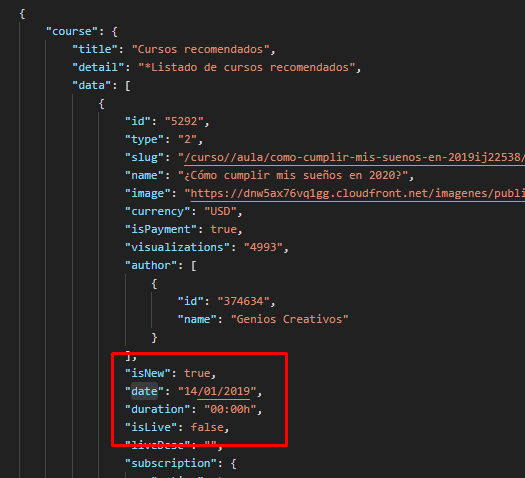 {
"course": {
"title": "Cursos recomendados",
"detail": "*Listado de cursos recomendados",
"data": [
{
"id": "5292",
"type": "2",
"slug": "/curso//aula/como-cumplir-mis-suenos-en-2019ij22538/
"name": "¿Cómo cumplir mis sueños en 2020?",
"image": "https://dnw5ax76vq1gg.cloudfront.net/imagenes/publi
"currency": "USD",
"isPayment": true,
"visualizations": "4993",
"author": [
{
"id": "374634",
"name": "Genios Creativos"
}
],
"isNew": true,
"date": "14/01/2019",
"duration": "00:00h",
"isLive": false,
"liveDesc": "",
"subscription": {